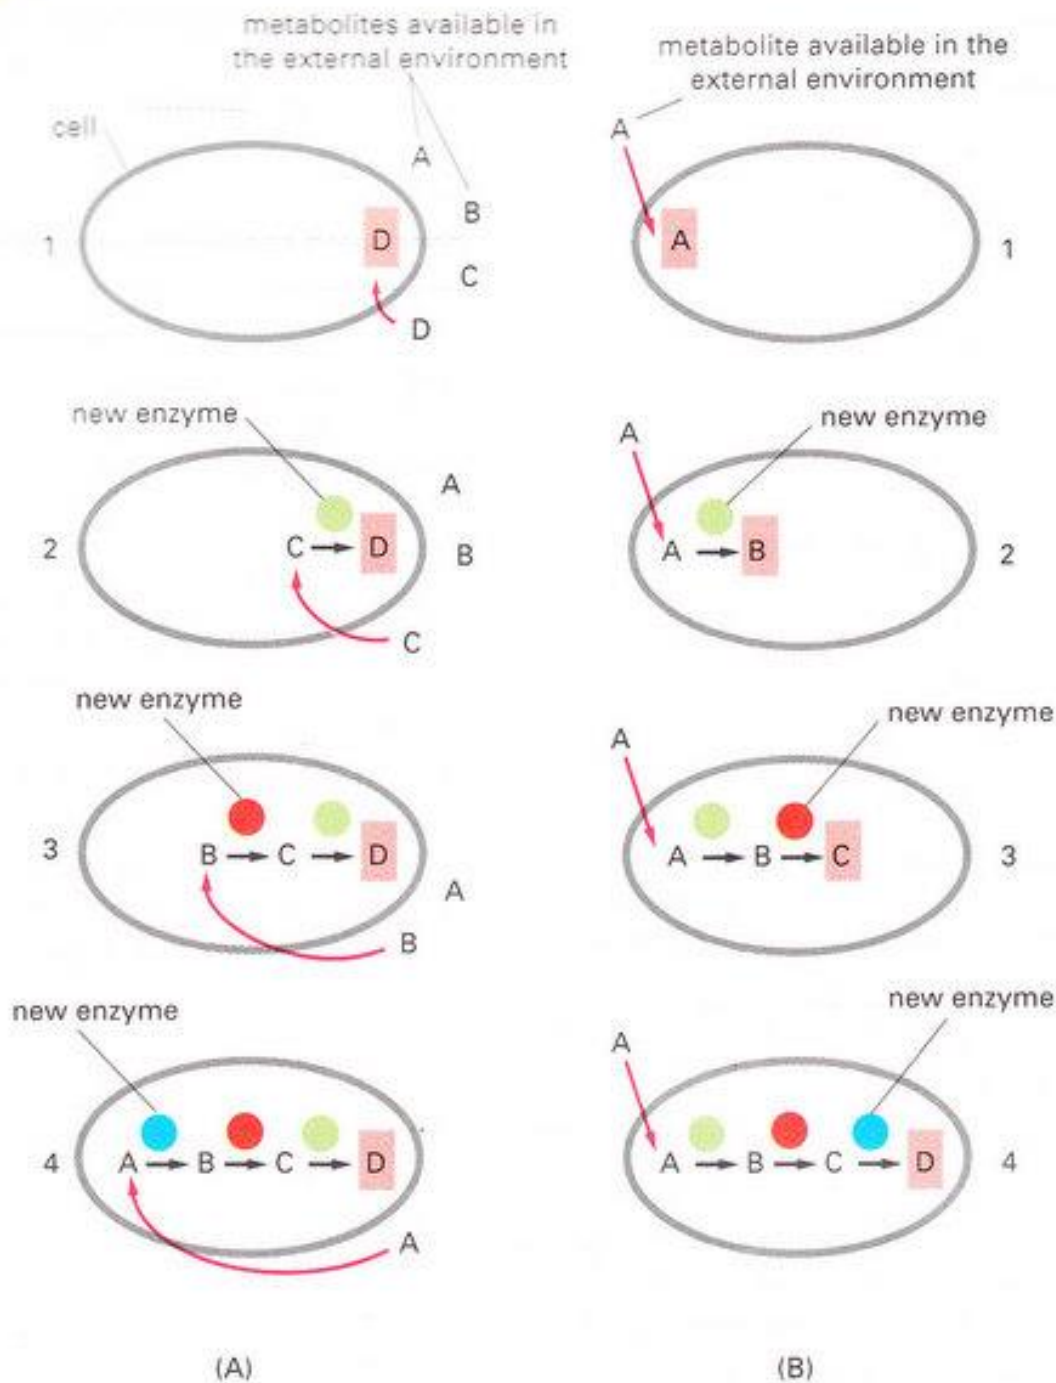 metabolites available in
the external environment
cell
A
B
C
D
D
1
metabolite available in the
external environment
A
A
1
new enzyme
A
B
C
C
D
2
new enzyme
A
A
B
2
new enzyme
A
B
B
C
D
3
new enzyme
A
A
B
C
3
new enzyme
4
A
B
C
D
A
new enzyme
A
A
B
C
D
4
(A)
(B)